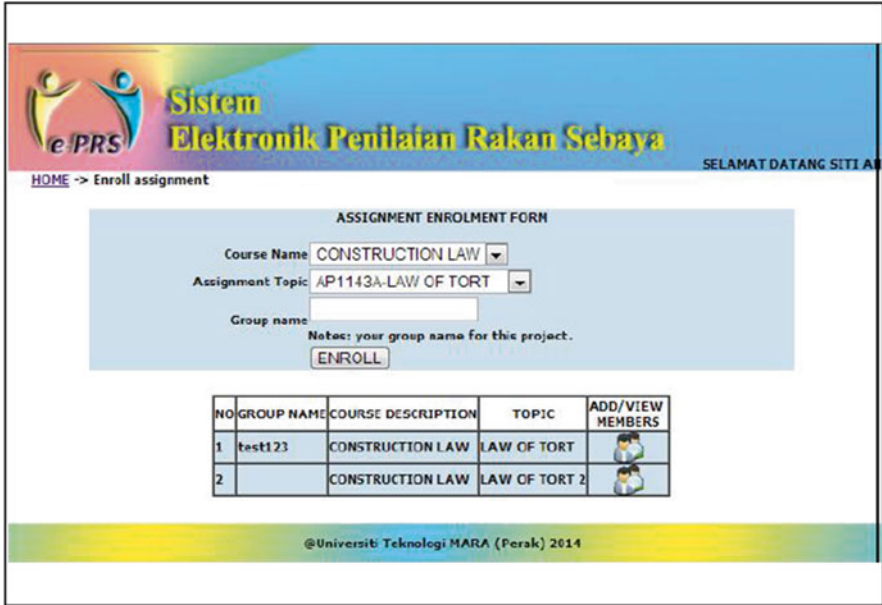 e-PRS
Sistem
Elektronik Penilaian Rakan Sebaya
SELAMAT DATANG SITI
HOME -> Enroll assignment
ASSIGNMENT ENROLMENT FORM
Course Name CONSTRUCTION LAW
Assignment Topic AP1143A-LAW OF TORT
Group name
Notes: your group name for this project.
ENROLL
NO GROUP NAME COURSE DESCRIPTION TOPIC ADD/VIEW MEMBERS
1 test123 CONSTRUCTION LAW LAW OF TORT
2 CONSTRUCTION LAW LAW OF TORT 2
@Universiti Teknologi MARA (Perak) 2014